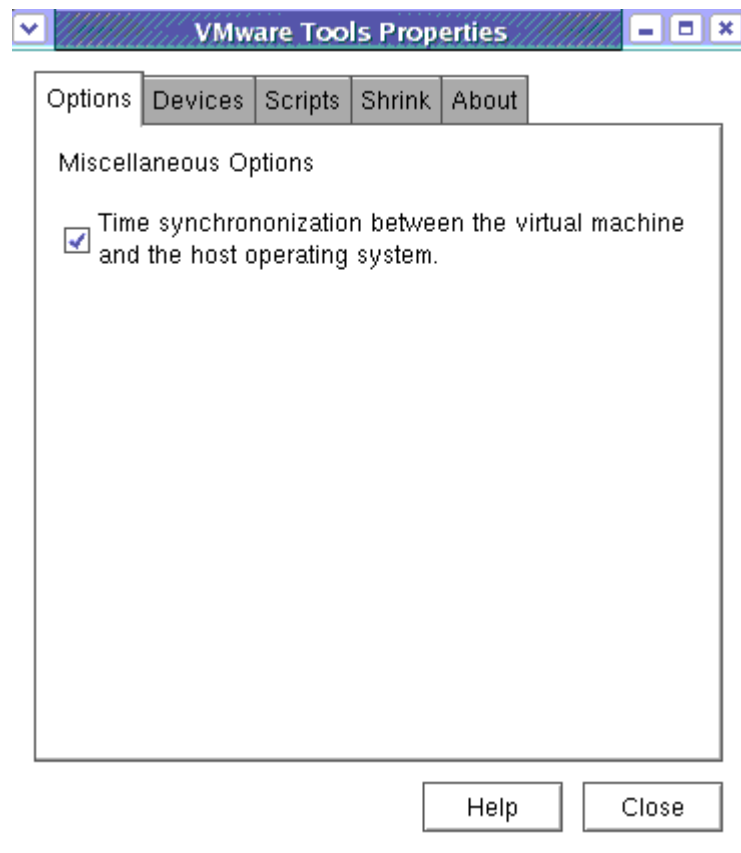 VMware Tools Properties
Options Devices Scripts Shrink About
Miscellaneous Options
Time synchrononization between the virtual machine
and the host operating system.
Help Close